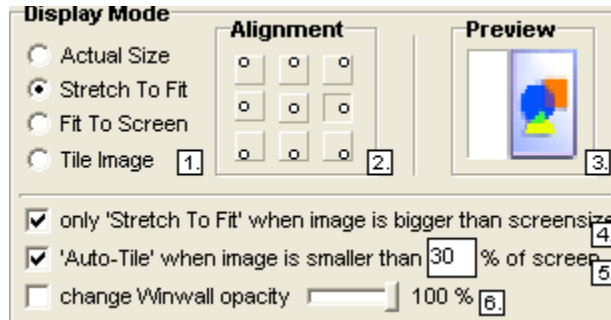 Display Mode
Alignment
Preview
Actual Size
Stretch To Fit
Fit To Screen
Tile Image
1.
2.
3.
only 'Stretch To Fit' when image is bigger than screensize
4
'Auto-Tile' when image is smaller than 30 % of screen
5
change Winwall opacity 100 % 6.